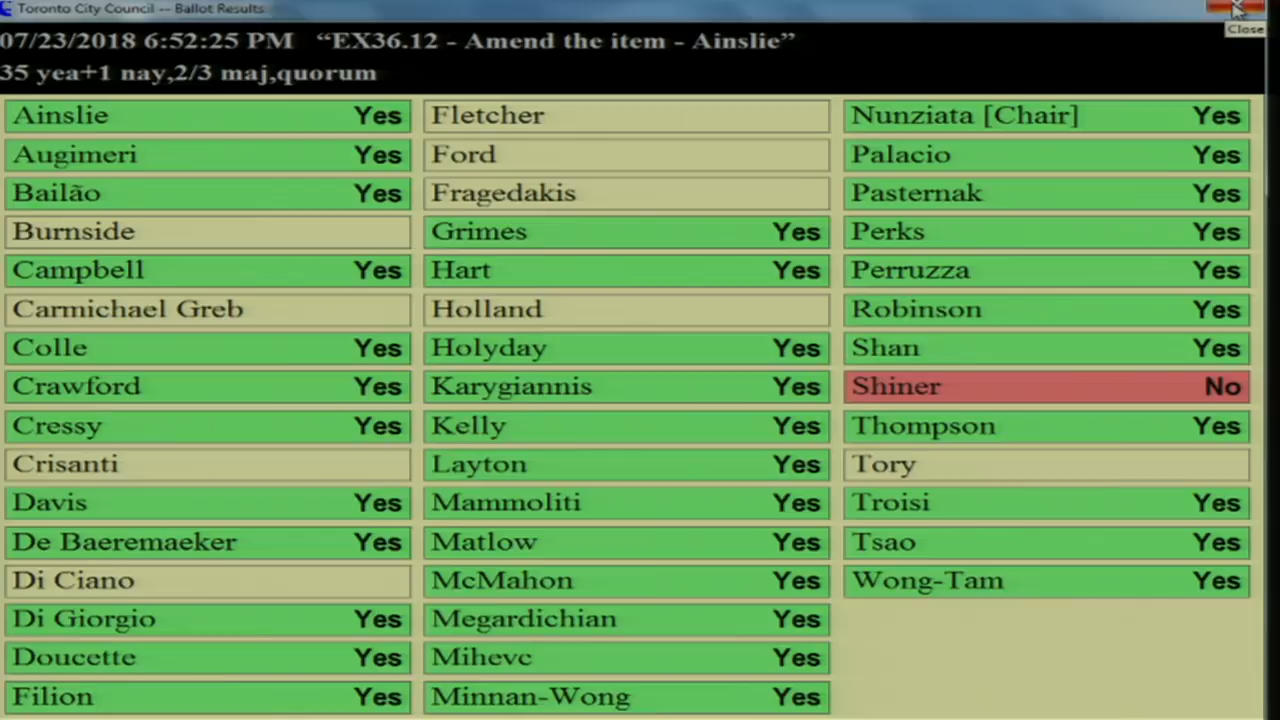 Toronto City Council -- Ballot Results
Close
07/23/2018 6:52:25 PM “EX36.12 - Amend the item - Ainslie”
35 yea+1 nay,2/3 maj,quorum
Ainslie Yes
Augimeri Yes
Bailão Yes
Burnside
Campbell Yes
Carmichael Greb
Colle Yes
Crawford Yes
Cressy Yes
Crisanti
Davis Yes
De Baeremaeker Yes
Di Ciano
Di Giorgio Yes
Doucette Yes
Filion Yes
Fletcher
Ford
Fragedakis
Grimes Yes
Hart Yes
Holland
Holyday Yes
Karygiannis Yes
Kelly Yes
Layton Yes
Mammoliti Yes
Matlow Yes
McMahon Yes
Megardichian Yes
Mihevc Yes
Minnan-Wong Yes
Nunziata [Chair] Yes
Palacio Yes
Pasternak Yes
Perks Yes
Perruzza Yes
Robinson Yes
Shan Yes
Shiner No
Thompson Yes
Tory
Troisi Yes
Tsao Yes
Wong-Tam Yes